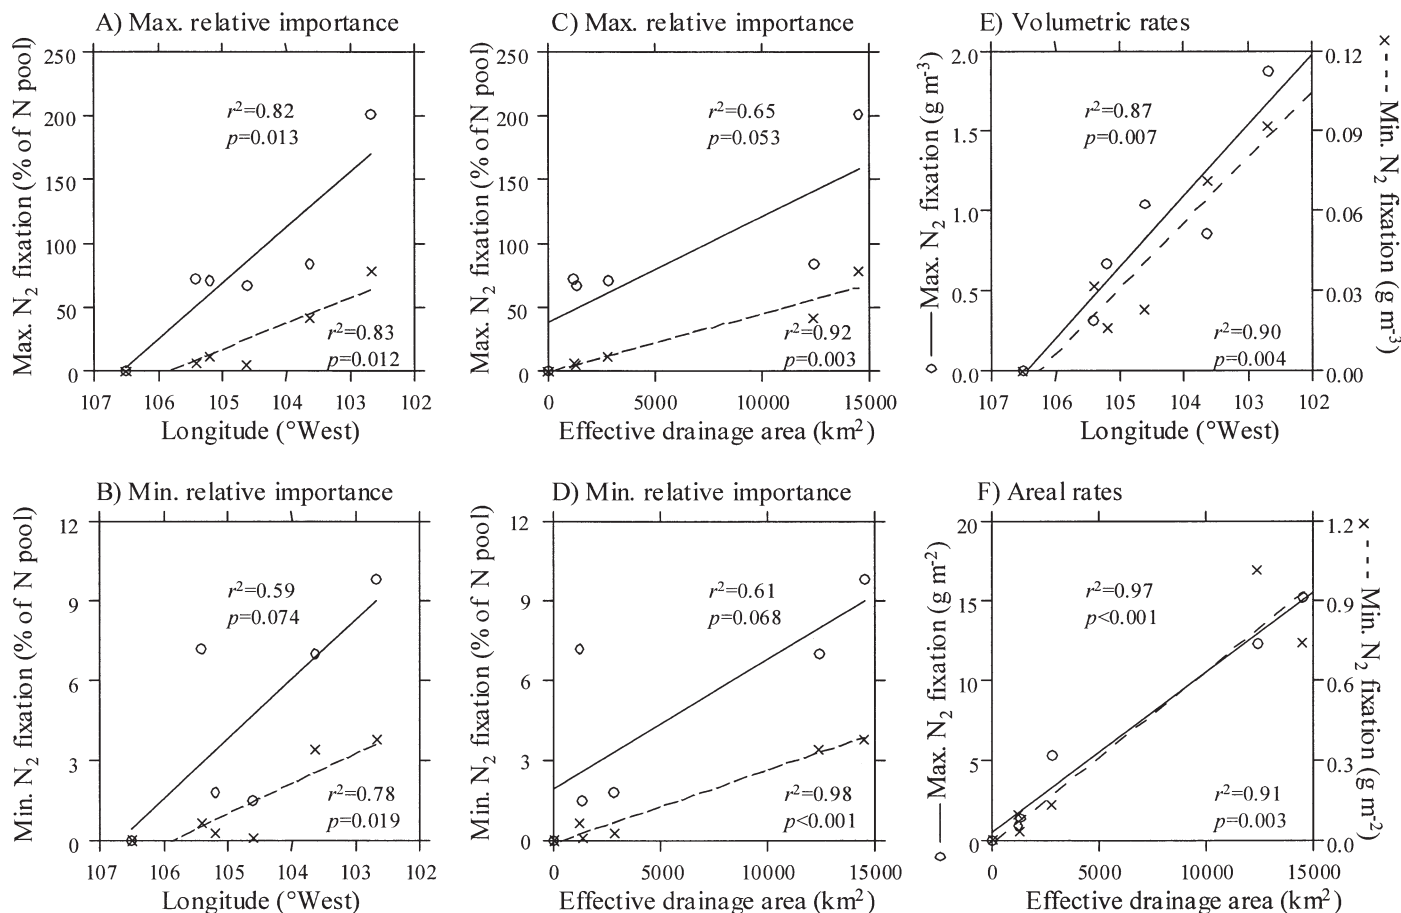 A) Max. relative importance
Max. N2 fixation (% of N pool)
250
200
150
100
50
0
r²=0.82
p=0.013
r²=0.83
p=0.012
107 106 105 104 103 102
Longitude (°West)
C) Max. relative importance
Max. N2 fixation (% of N pool)
250
200
150
100
50
0
r²=0.65
p=0.053
r²=0.92
p=0.003
0 5000 10000 15000
Effective drainage area (km²)
E) Volumetric rates
Max. N2 fixation (g m-3)
2.0
1.5
1.0
0.5
0.0
r²=0.87
p=0.007
r²=0.90
p=0.004
0.12
0.09
0.06
0.03
0.00
Min. N2 fixation (g m-3)
107 106 105 104 103 102
Longitude (°West)
B) Min. relative importance
Min. N2 fixation (% of N pool)
12
9
6
3
0
r²=0.59
p=0.074
r²=0.78
p=0.019
107 106 105 104 103 102
Longitude (°West)
D) Min. relative importance
Min. N2 fixation (% of N pool)
12
9
6
3
0
r²=0.61
p=0.068
r²=0.98
p<0.001
0 5000 10000 15000
Effective drainage area (km²)
F) Areal rates
Max. N2 fixation (g m-2)
20
15
10
5
0
r²=0.97
p<0.001
r²=0.91
p=0.003
1.2
0.9
0.6
0.3
0.0
Min. N2 fixation (g m-2)
0 5000 10000 15000
Effective drainage area (km²)